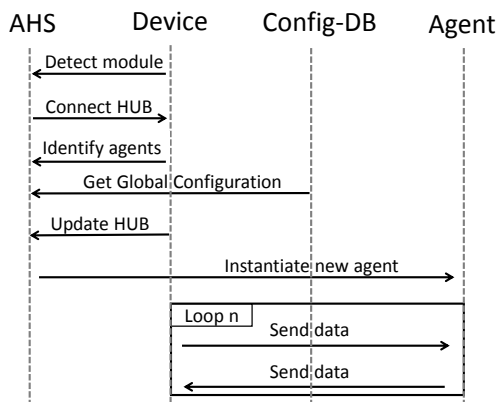 AHS Device Config-DB Agent
Detect module
Connect HUB
Identify agents
Get Global Configuration
Update HUB
Instantiate new agent
Loop n
Send data
Send data